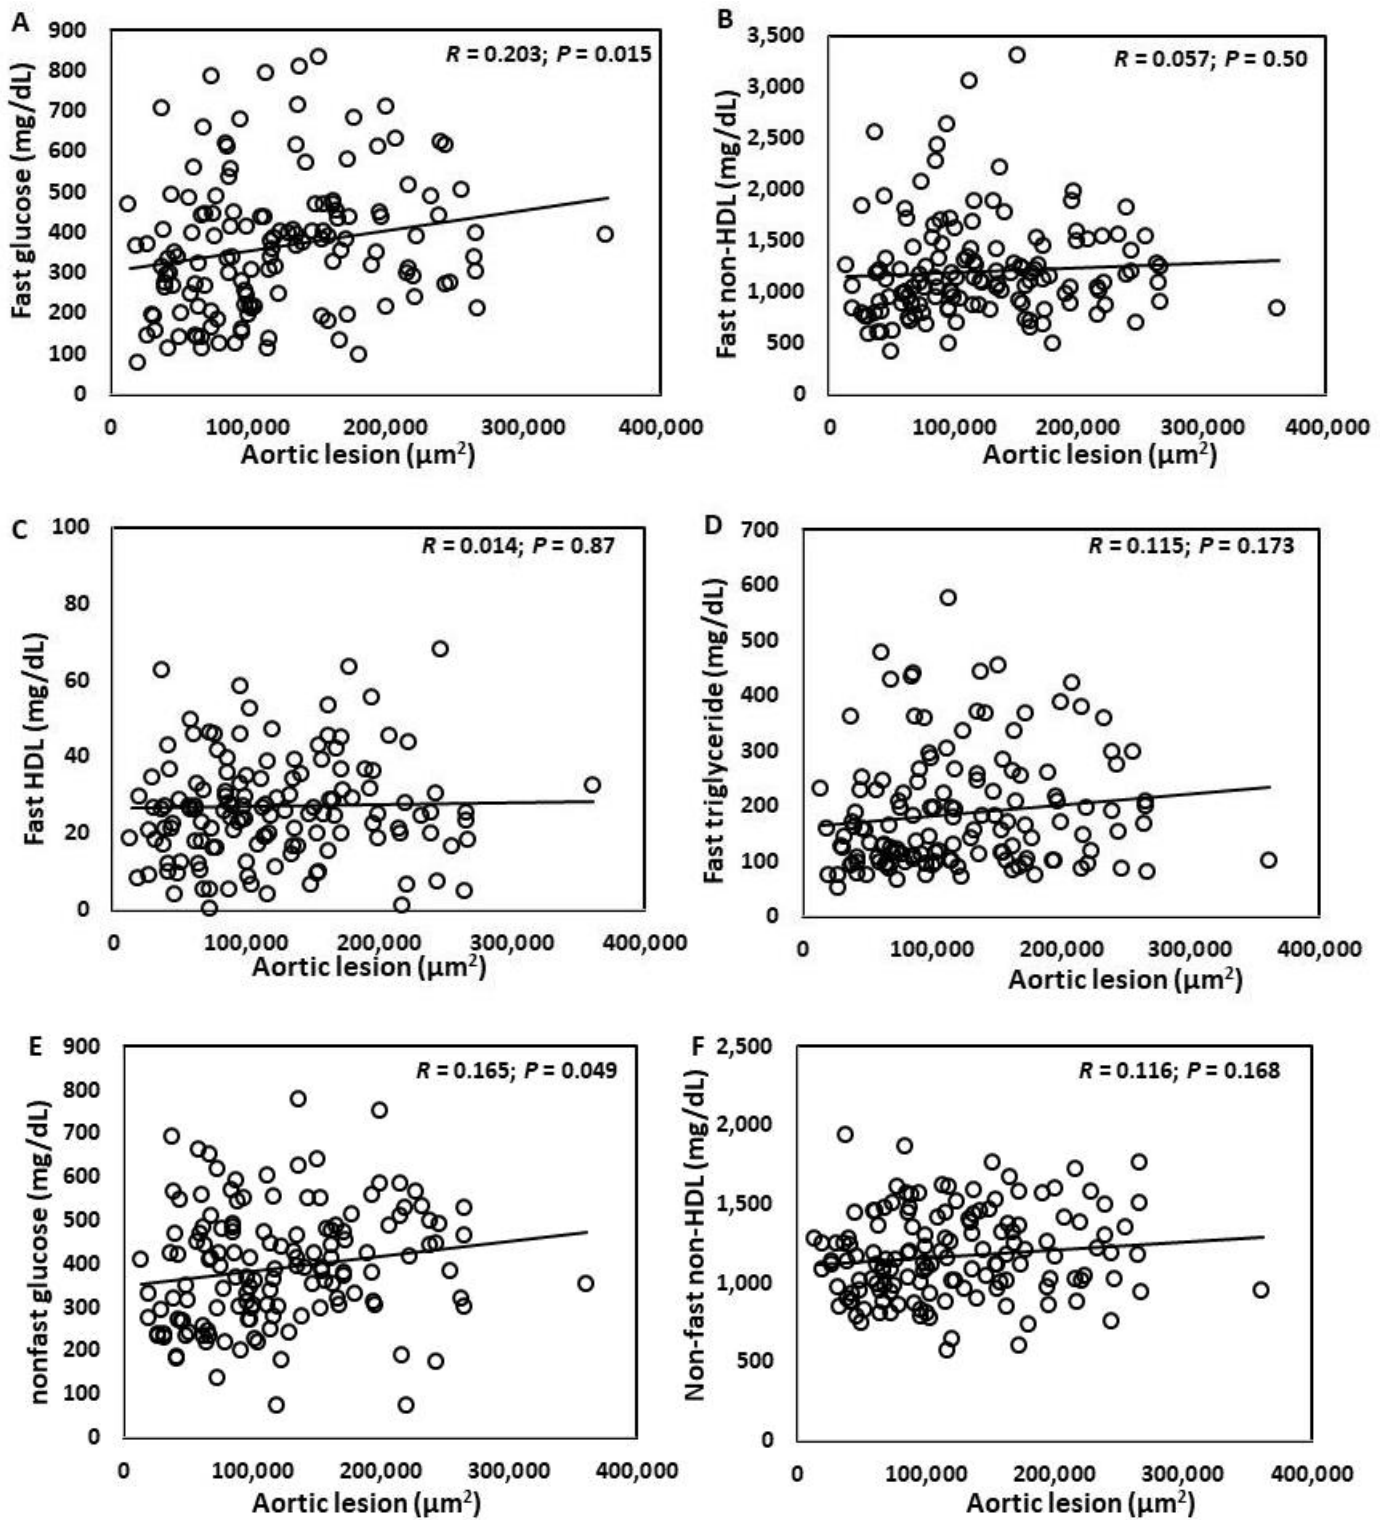 A
Fast glucose (mg/dL)
900
800
700
600
500
400
300
200
100
0
R = 0.203; P = 0.015
0 100,000 200,000 300,000 400,000
Aortic lesion (µm²)
B
Fast non-HDL (mg/dL)
3,500
3,000
2,500
2,000
1,500
1,000
500
0
R = 0.057; P = 0.50
0 100,000 200,000 300,000 400,000
Aortic lesion (µm²)
C
Fast HDL (mg/dL)
100
80
60
40
20
0
R = 0.014; P = 0.87
0 100,000 200,000 300,000 400,000
Aortic lesion (µm²)
D
Fast triglyceride (mg/dL)
700
600
500
400
300
200
100
0
R = 0.115; P = 0.173
0 100,000 200,000 300,000 400,000
Aortic lesion (µm²)
E
nonfast glucose (mg/dL)
900
800
700
600
500
400
300
200
100
0
R = 0.165; P = 0.049
0 100,000 200,000 300,000 400,000
Aortic lesion (µm²)
F
Non-fast non-HDL (mg/dL)
2,500
2,000
1,500
1,000
500
0
R = 0.116; P = 0.168
0 100,000 200,000 300,000 400,000
Aortic lesion (µm²)